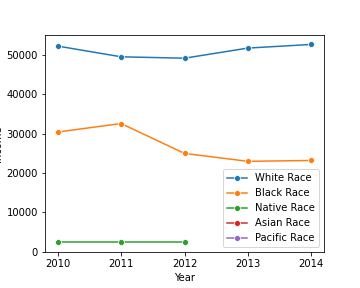 50000
40000
30000
20000
10000
0
2010 2011 2012 2013 2014
Year
White Race
Black Race
Native Race
Asian Race
Pacific Race